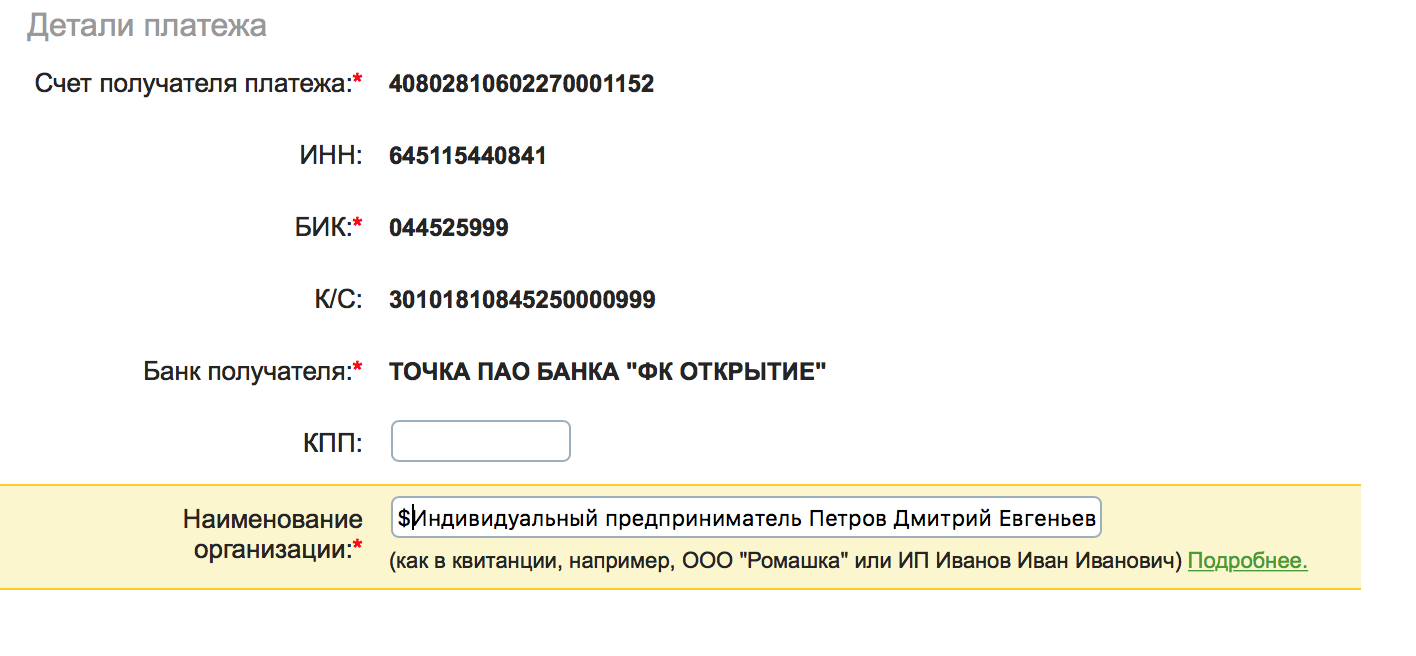 Детали платежа
Счет получателя платежа:* 40802810602270001152
ИНН: 645115440841
БИК:* 044525999
К/С: 30101810845250000999
Банк получателя:* ТОЧКА ПАО БАНКА "ФК ОТКРЫТИЕ"
КПП:
Наименование организации:* $Индивидуальный предприниматель Петров Дмитрий Евгеньев
(как в квитанции, например, ООО "Ромашка" или ИП Иванов Иван Иванович) Подробнее.